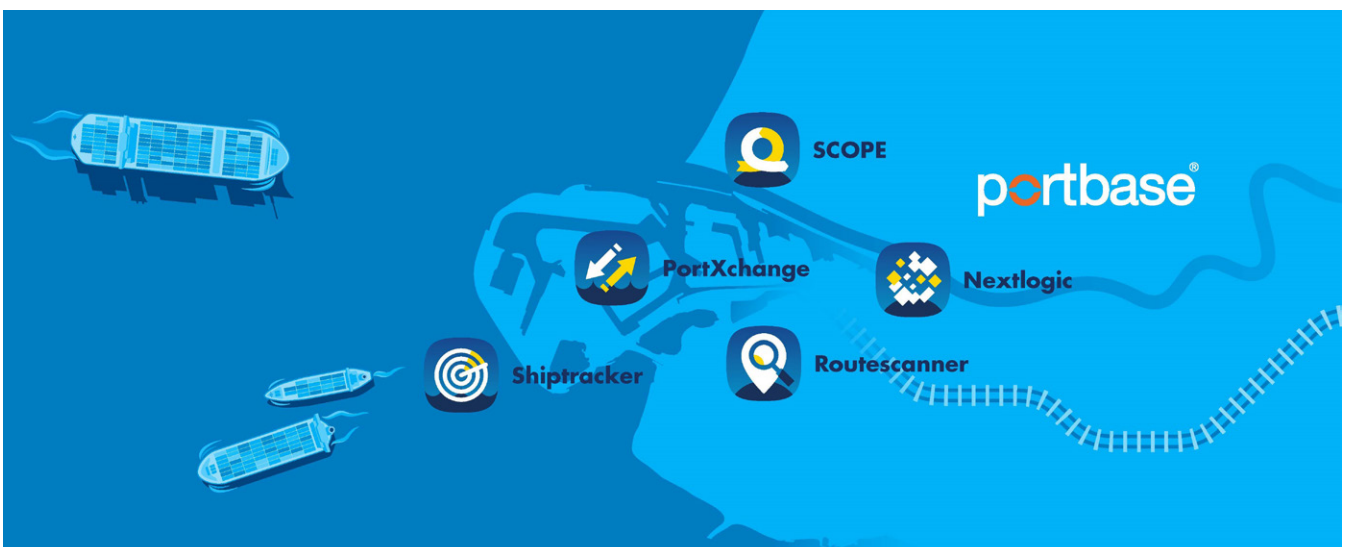 SCOPE
portbase®
PortXchange
Nextlogic
Routescanner
Shiptracker